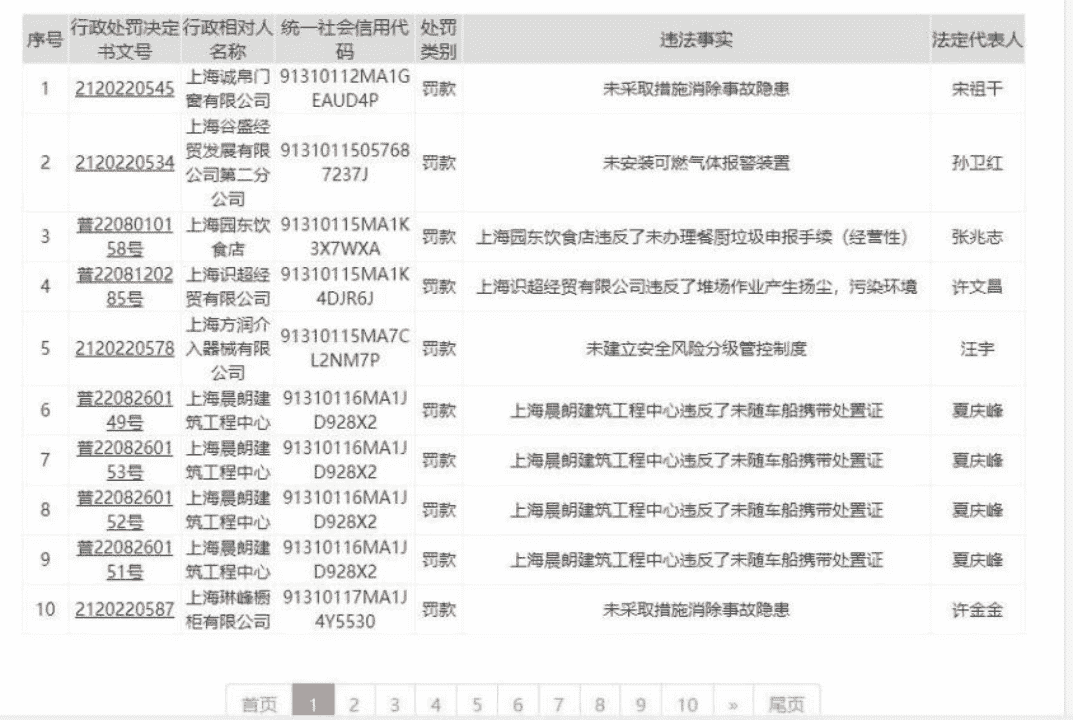 序号 行政处罚决定书文号 行政相对人名称 统一社会信用代码 处罚类别 违法事实 法定代表人
1 2120220545 上海诚帛门窗有限公司 91310112MA1GEAUD4P 罚款 未采取措施消除事故隐患 宋祖干
2 2120220534 上海谷盛经贸发展有限公司第二分公司 91310115057687237J 罚款 未安装可燃气体报警装置 孙卫红
3 普2208010158号 上海园东饮食店 91310115MA1K3X7WXA 罚款 上海园东饮食店违反了未办理餐厨垃圾申报手续（经营性） 张兆志
4 普2208120285号 上海识超经贸有限公司 91310115MA1K4DJR6J 罚款 上海识超经贸有限公司违反了堆场作业产生扬尘，污染环境 许文昌
5 2120220578 上海方润介入器械有限公司 91310115MA7CL2NM7P 罚款 未建立安全风险分级管控制度 汪宇
6 普2208260149号 上海晨朗建筑工程中心 91310116MA1JD928X2 罚款 上海晨朗建筑工程中心违反了未随车船携带处置证 夏庆峰
7 普2208260153号 上海晨朗建筑工程中心 91310116MA1JD928X2 罚款 上海晨朗建筑工程中心违反了未随车船携带处置证 夏庆峰
8 普2208260152号 上海晨朗建筑工程中心 91310116MA1JD928X2 罚款 上海晨朗建筑工程中心违反了未随车船携带处置证 夏庆峰
9 普2208260151号 上海晨朗建筑工程中心 91310116MA1JD928X2 罚款 上海晨朗建筑工程中心违反了未随车船携带处置证 夏庆峰
10 2120220587 上海琳峰橱柜有限公司 91310117MA1J4Y5530 罚款 未采取措施消除事故隐患 许金金
首页 1 2 3 4 5 6 7 8 9 10 » 尾页